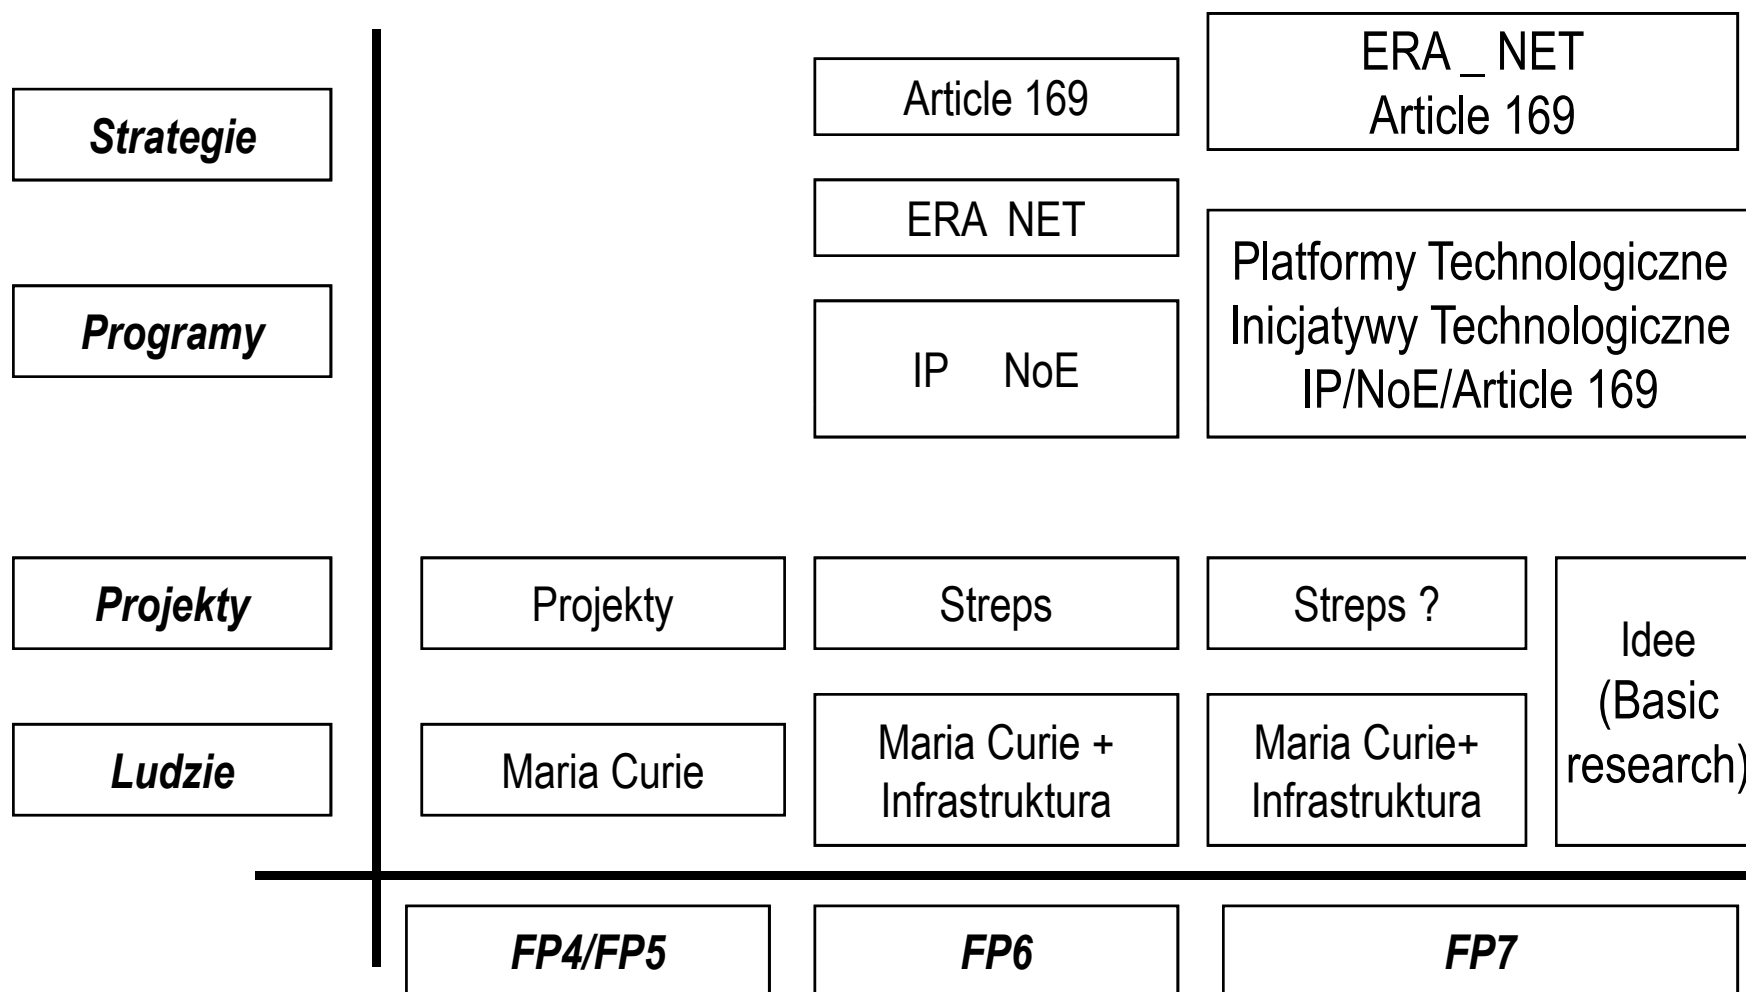 Strategie
Article 169
ERA _ NET
Article 169
ERA NET
Programy
IP NoE
Platformy Technologiczne
Inicjatywy Technologiczne
IP/NoE/Article 169
Projekty
Projekty
Streps
Streps ?
Idee
(Basic
research)
Ludzie
Maria Curie
Maria Curie +
Infrastruktura
Maria Curie+
Infrastruktura
FP4/FP5
FP6
FP7